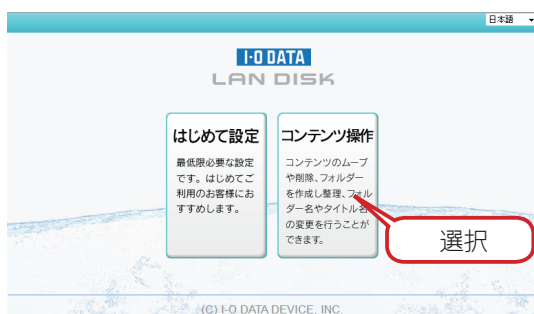 日本語
I-O DATA
LAN DISK
はじめて設定
最低限必要な設定
です。はじめてご
利用のお客様にお
すすめします。
コンテンツ操作
コンテンツのムーブ
や削除、フォルダー
を作成し整理、フォル
ダー名やタイトル名
の変更を行うことが
できます。
選択
(C) I-O DATA DEVICE, INC.